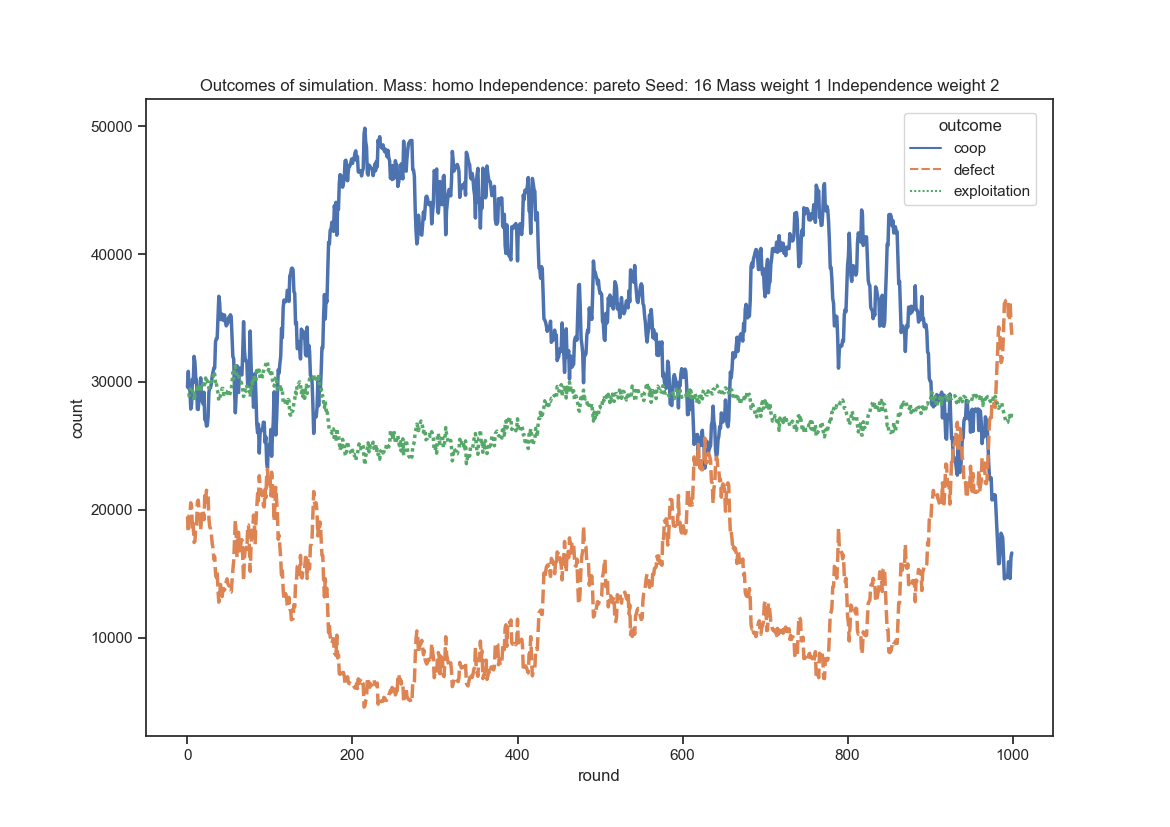 Outcomes of simulation. Mass: homo Independence: pareto Seed: 16 Mass weight 1 Independence weight 2
outcome
coop
defect
exploitation
50000
40000
30000
20000
10000
count
0
200
400
600
800
1000
round